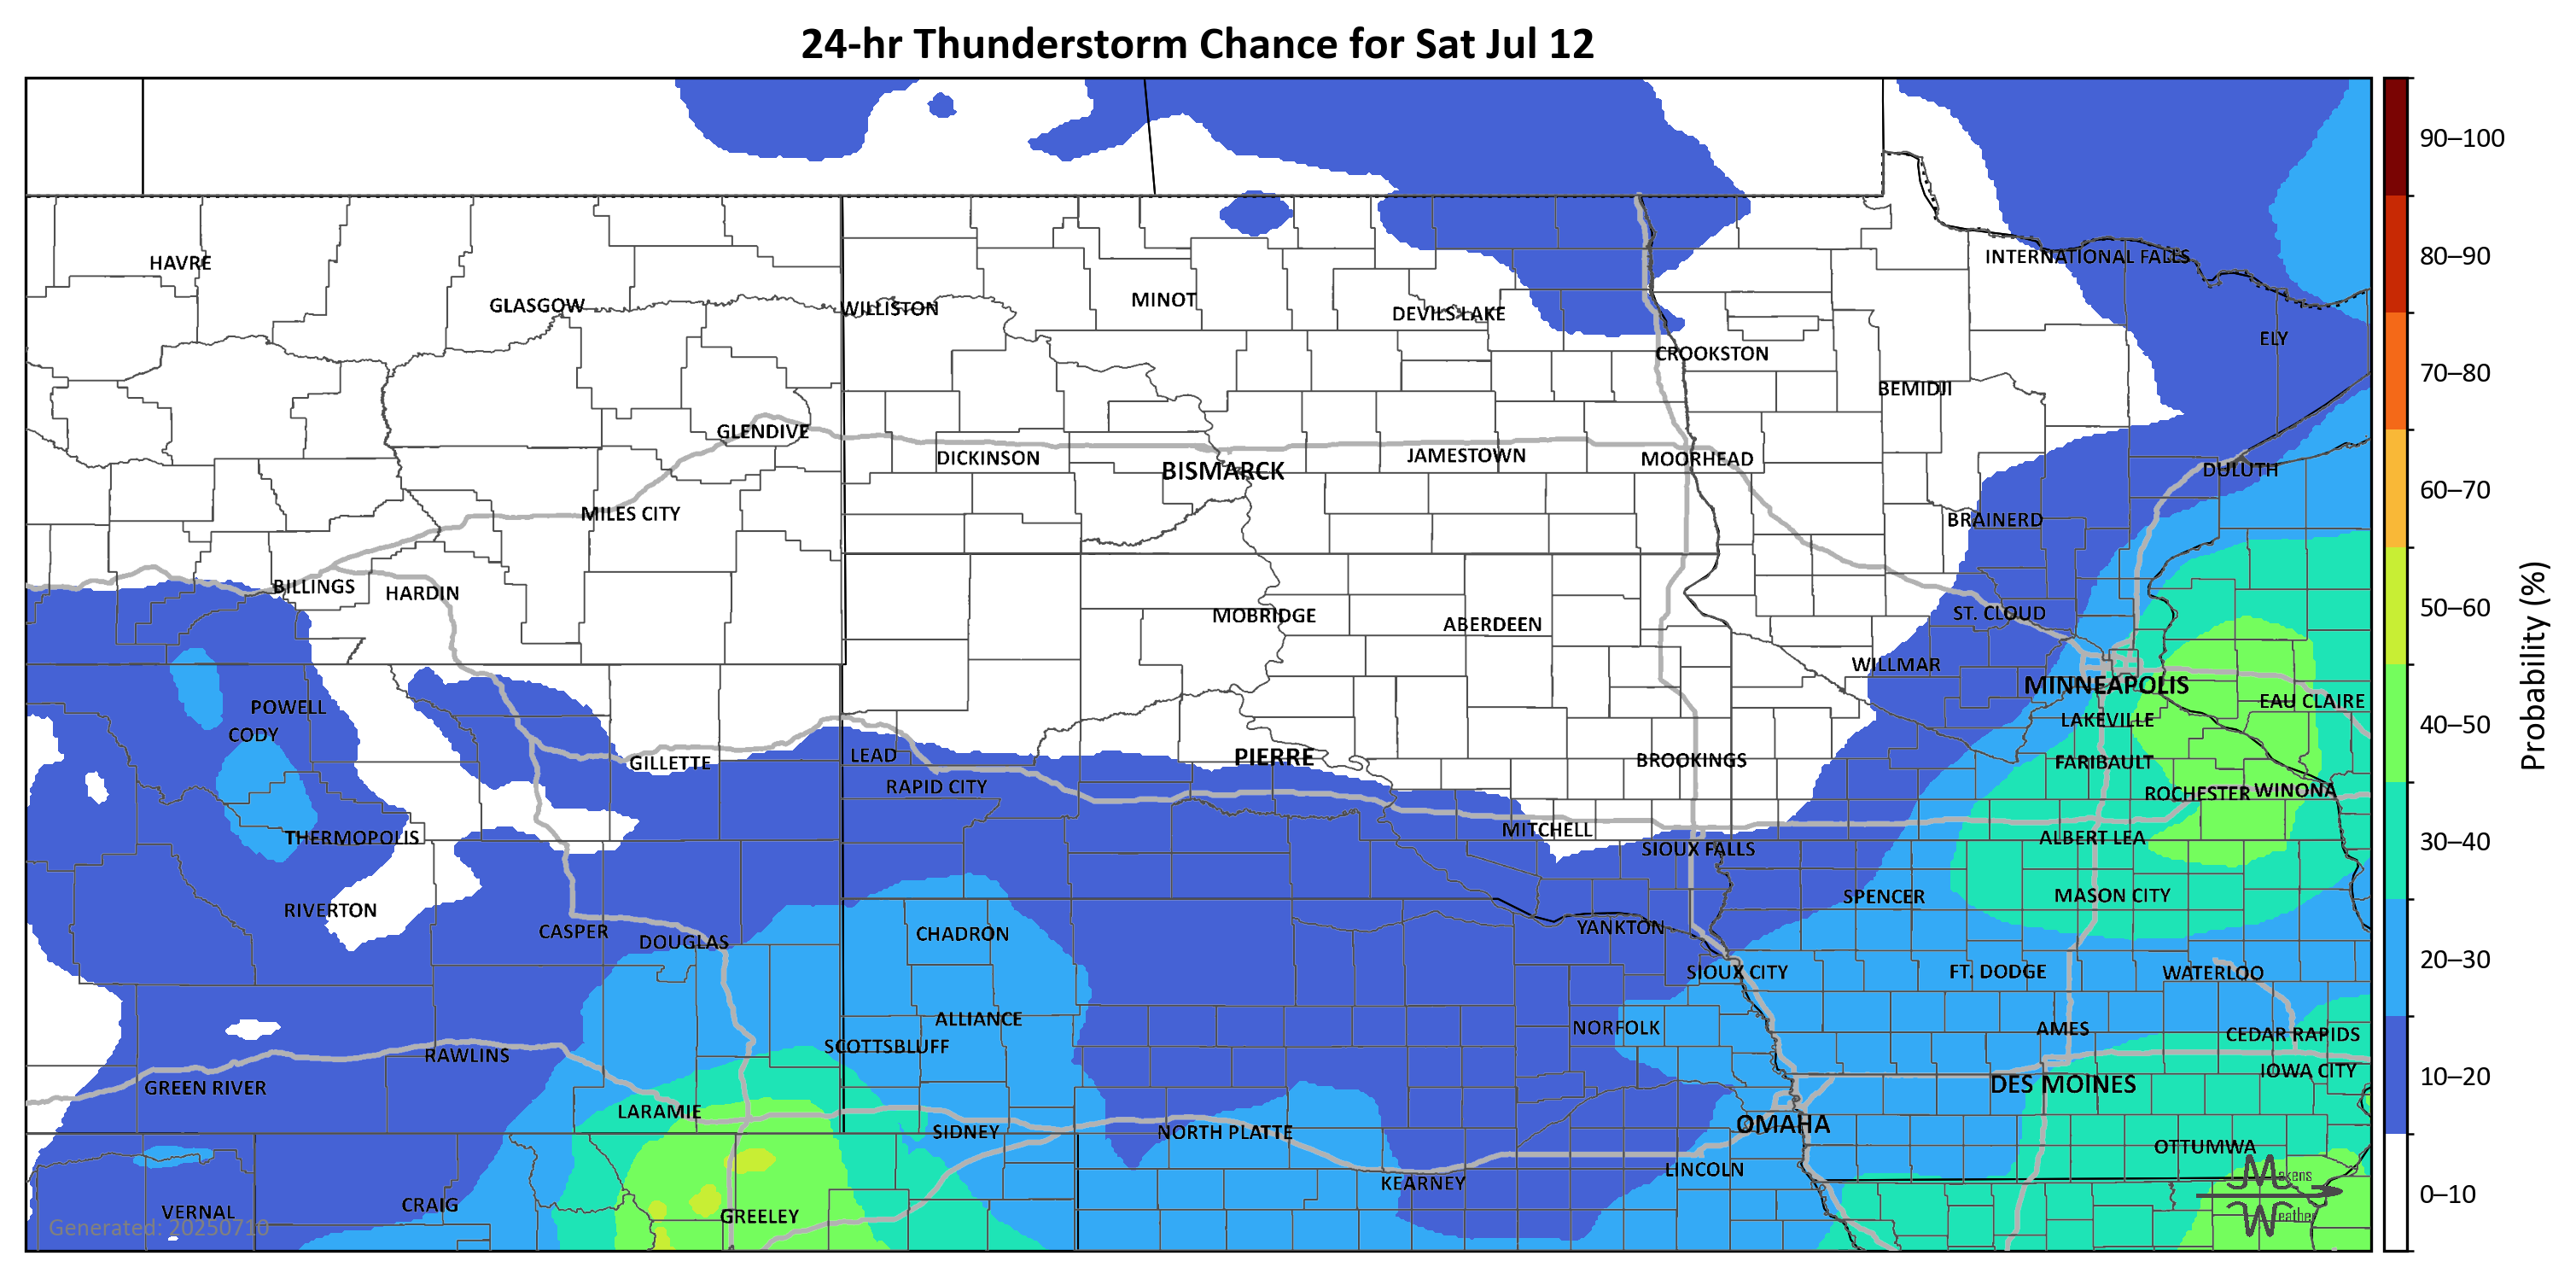 24-hr Thunderstorm Chance for Sat Jul 12
90–100
HAVRE
INTERNATIONAL FALLS
80–90
GLASGOW
WILLISTON
MINOT
DEVILS LAKE
ELY
CROOKSTON
70–80
BEMIDJI
GLENDIVE
DICKINSON
BISMARCK
JAMESTOWN
MOORHEAD
DULUTH
60–70
MILES CITY
BRAINERD
BILLINGS
HARDIN
MOBRIDGE
ABERDEEN
ST. CLOUD
50–60
WILLMAR
MINNEAPOLIS
EAU CLAIRE
POWELL
CODY
LAKEVILLE
40–50
Probability (%)
GILLETTE
LEAD
PIERRE
BROOKINGS
FARIBAULT
RAPID CITY
ROCHESTER
WINONA
THERMOPOLIS
MITCHELL
ALBERT LEA
30–40
SIOUX FALLS
RIVERTON
SPENCER
MASON CITY
CASPER
DOUGLAS
CHADRON
YANKTON
20–30
SIOUX CITY
FT. DODGE
WATERLOO
ALLIANCE
NORFOLK
AMES
CEDAR RAPIDS
SCOTTSBLUFF
RAWLINS
GREEN RIVER
DES MOINES
IOWA CITY
10–20
LARAMIE
SIDNEY
NORTH PLATTE
OMAHA
OTTUMWA
LINCOLN
KEARNEY
Makens
Weather
0–10
VERNAL
CRAIG
GREELEY
Generated: 20250710